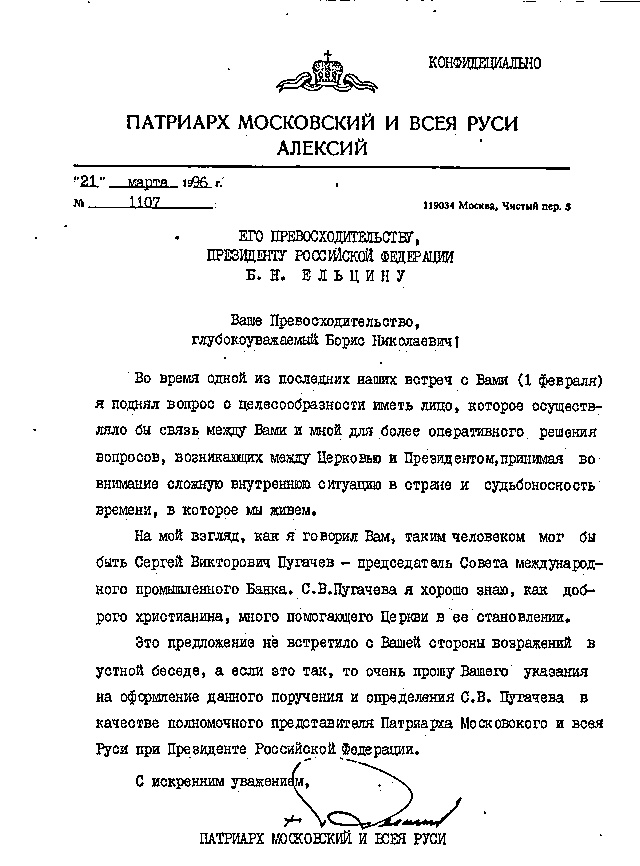 КОНФИДЕЦИАЛЬНО
ПАТРИАРХ МОСКОВСКИЙ И ВСЕЯ РУСИ
АЛЕКСИЙ
"21" марта 1996 г.
№ 1107
119034 Москва, Чистый пер. 5
ЕГО ПРЕВОСХОДИТЕЛЬСТВУ,
ПРЕЗИДЕНТУ РОССИЙСКОЙ ФЕДЕРАЦИИ
Б. Н. ЕЛЬЦИНУ
Ваше Превосходительство,
глубокоуважаемый Борис Николаевич!
Во время одной из последних наших встреч с Вами (1 февраля)
я поднял вопрос о целесообразности иметь лицо, которое осуществ-
ляло бы связь между Вами и мной для более оперативного решения
вопросов, возникающих между Церковью и Президентом,принимая во
внимание сложную внутреннюю ситуацию в стране и судьбоносность
времени, в которое мы живем.
На мой взгляд, как я говорил Вам, таким человеком мог бы
быть Сергей Викторович Пугачев - председатель Совета международ-
ного промышленного Банка. С.В.Пугачева я хорошо знаю, как доб-
рого христианина, много помогающего Церкви в ее становлении.
Это предложение не встретило с Вашей стороны возражений в
устной беседе, а если это так, то очень прошу Вашего указания
на оформление данного поручения и определения С.В. Пугачева в
качестве полномочного представителя Патриарха Московского и всея
Руси при Президенте Российской Федерации.
С искренним уважением,
ПАТРИАРХ МОСКОВСКИЙ И ВСЕЯ РУСИ